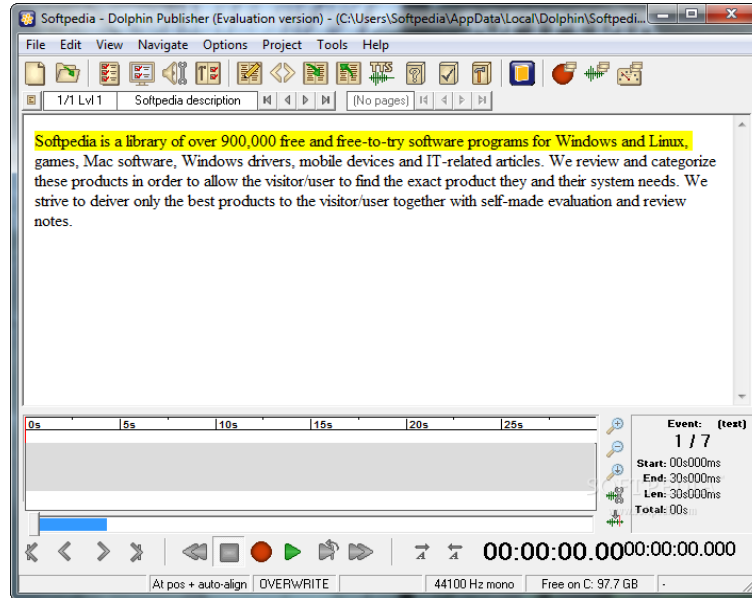 Softpedia - Dolphin Publisher (Evaluation version) - (C:\Users\Softpedia\AppData\Local\Dolphin\Softpedi...
File Edit View Navigate Options Project Tools Help
TTS
1/1 Lvl 1 Softpedia description (No pages)
Softpedia is a library of over 900,000 free and free-to-try software programs for Windows and Linux,
games, Mac software, Windows drivers, mobile devices and IT-related articles. We review and categorize
these products in order to allow the visitor/user to find the exact product they and their system needs. We
strive to deiver only the best products to the visitor/user together with self-made evaluation and review
notes.
0s 5s 10s 15s 20s 25s
Event: (text)
1 / 7
Start: 00s000ms
End: 30s000ms
Len: 30s000ms
Total: 00s
SOFTPEDIA
A A 00:00:00.00 00:00:00.000
At pos + auto-align OVERWRITE 44100 Hz mono Free on C: 97.7 GB -